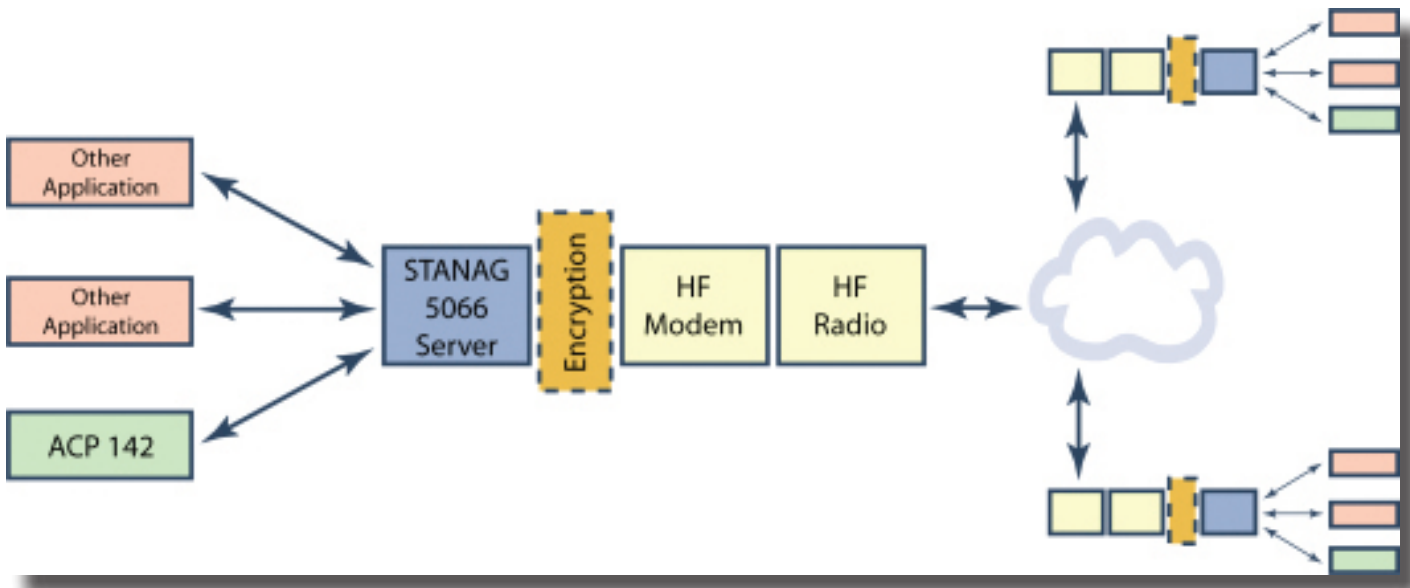 Other
Application
Other
Application
ACP 142
STANAG
5066
Server
Encryption
HF
Modem
HF
Radio